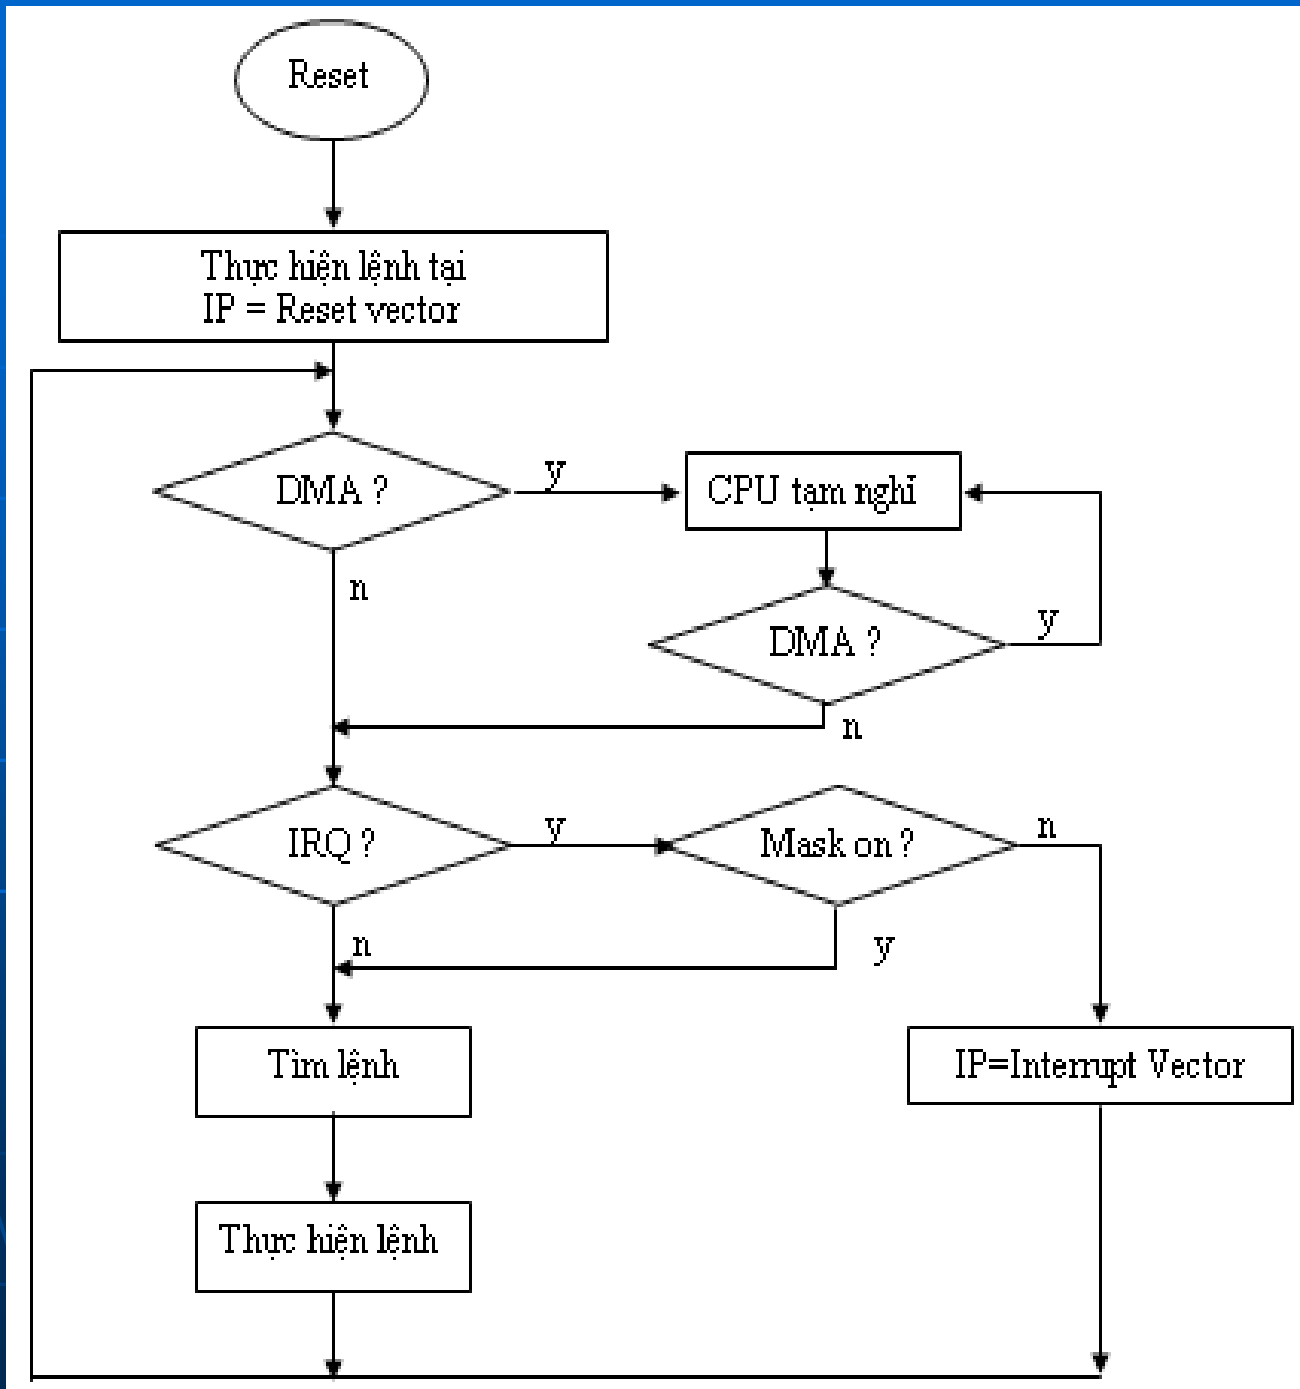 Reset
Thực hiện lệnh tại
IP = Reset vector
DMA ?
y
CPU tạm nghỉ
n
DMA ?
y
n
IRQ ?
y
Mask on ?
n
n
y
Tìm lệnh
IP=Interrupt Vector
Thực hiện lệnh